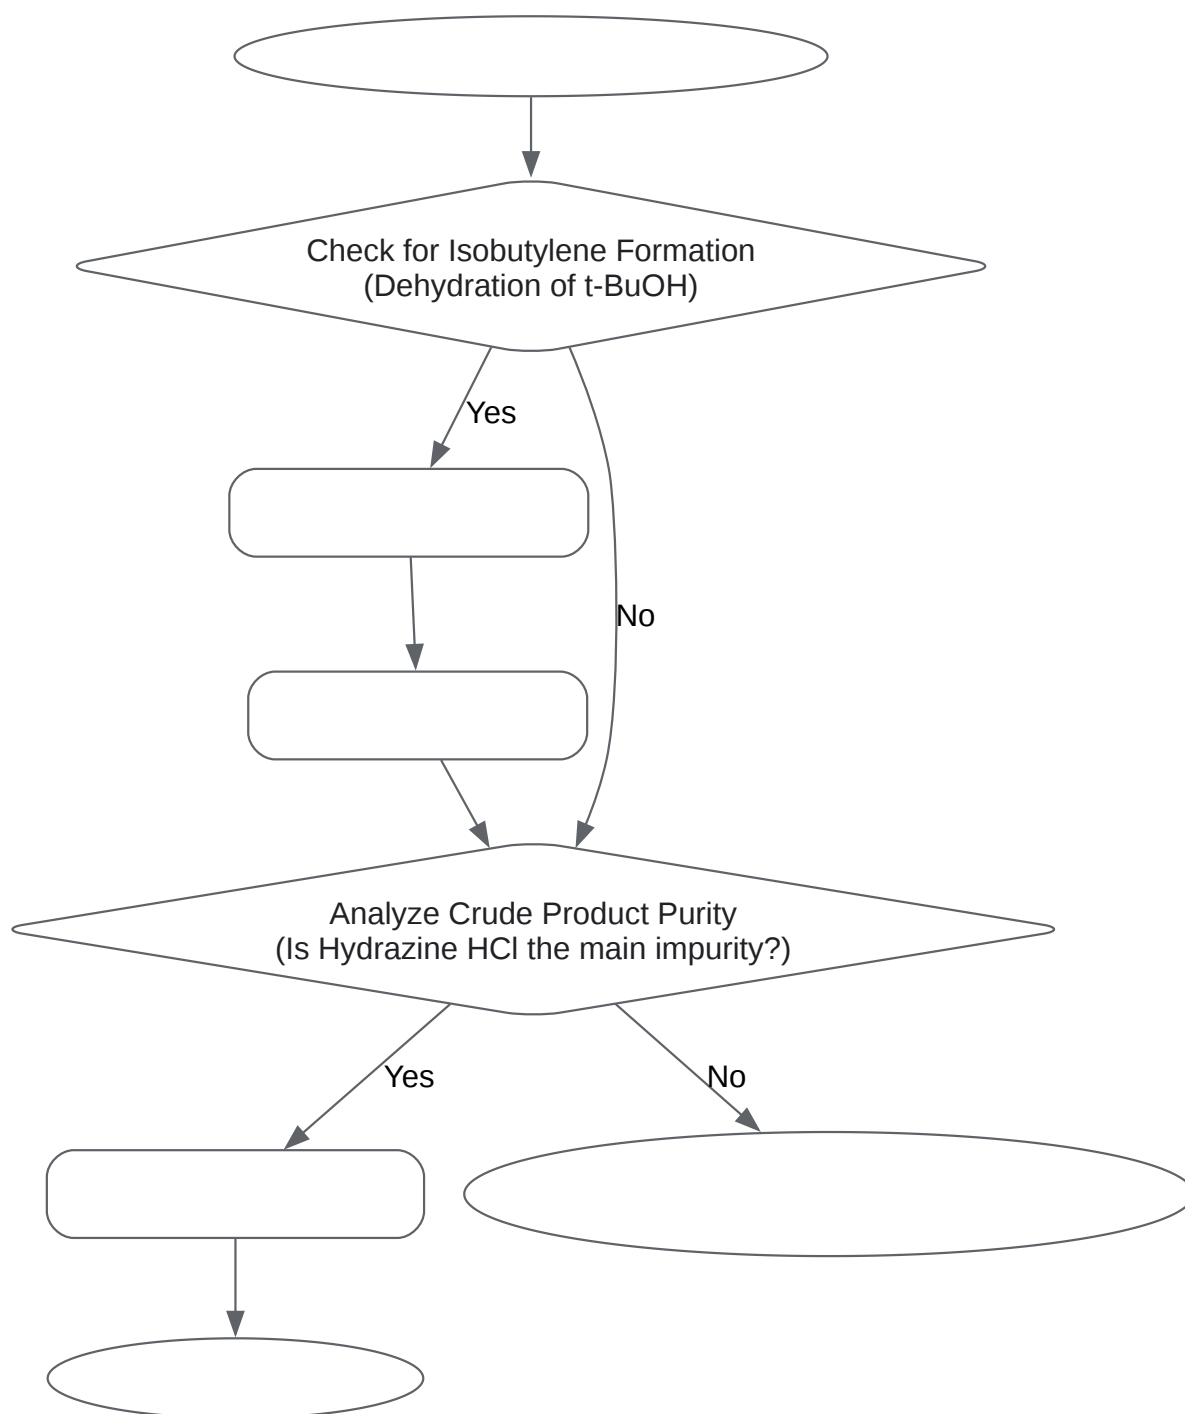 Check for Isobutylene Formation
(Dehydration of t-BuOH)
Yes
No
Analyze Crude Product Purity
(Is Hydrazine HCl the main impurity?)
Yes
No